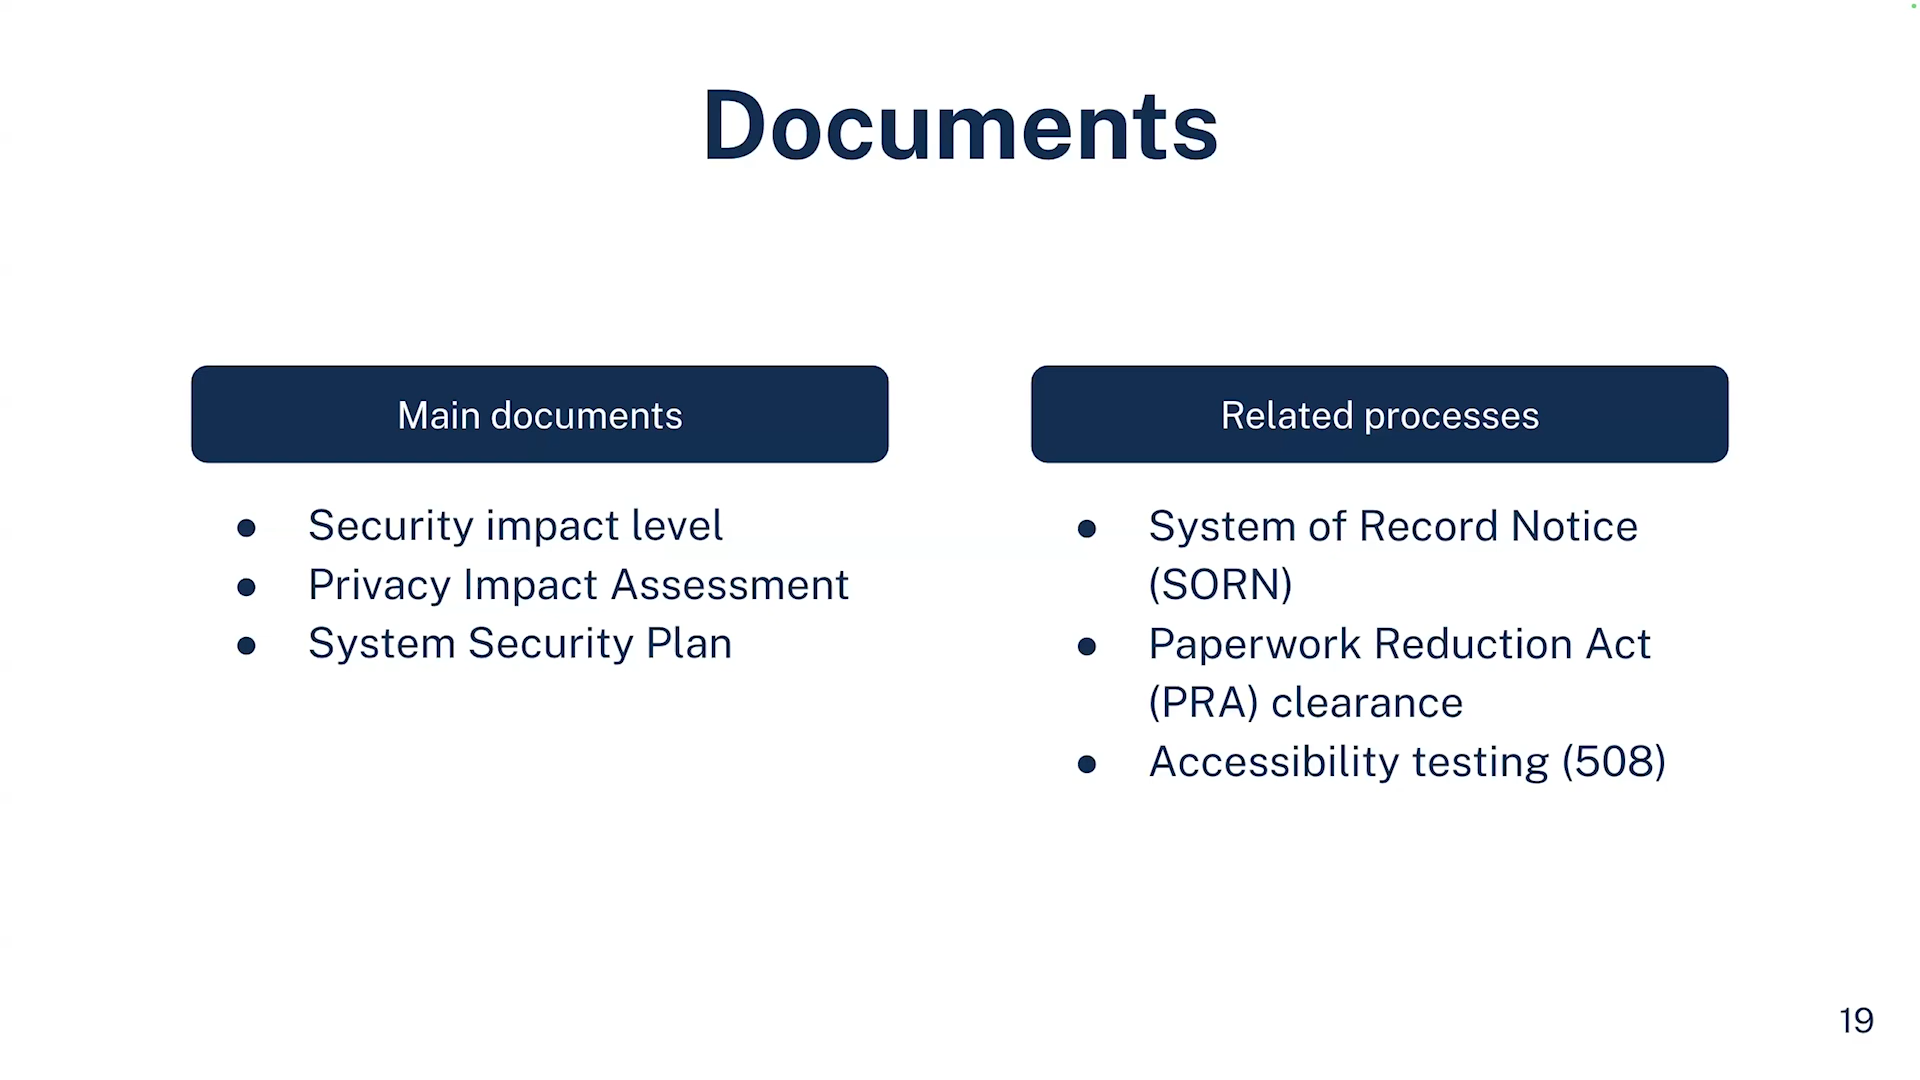 Documents
Main documents
● Security impact level
● Privacy Impact Assessment
● System Security Plan
Related processes
● System of Record Notice
(SORN)
● Paperwork Reduction Act
(PRA) clearance
● Accessibility testing (508)
19